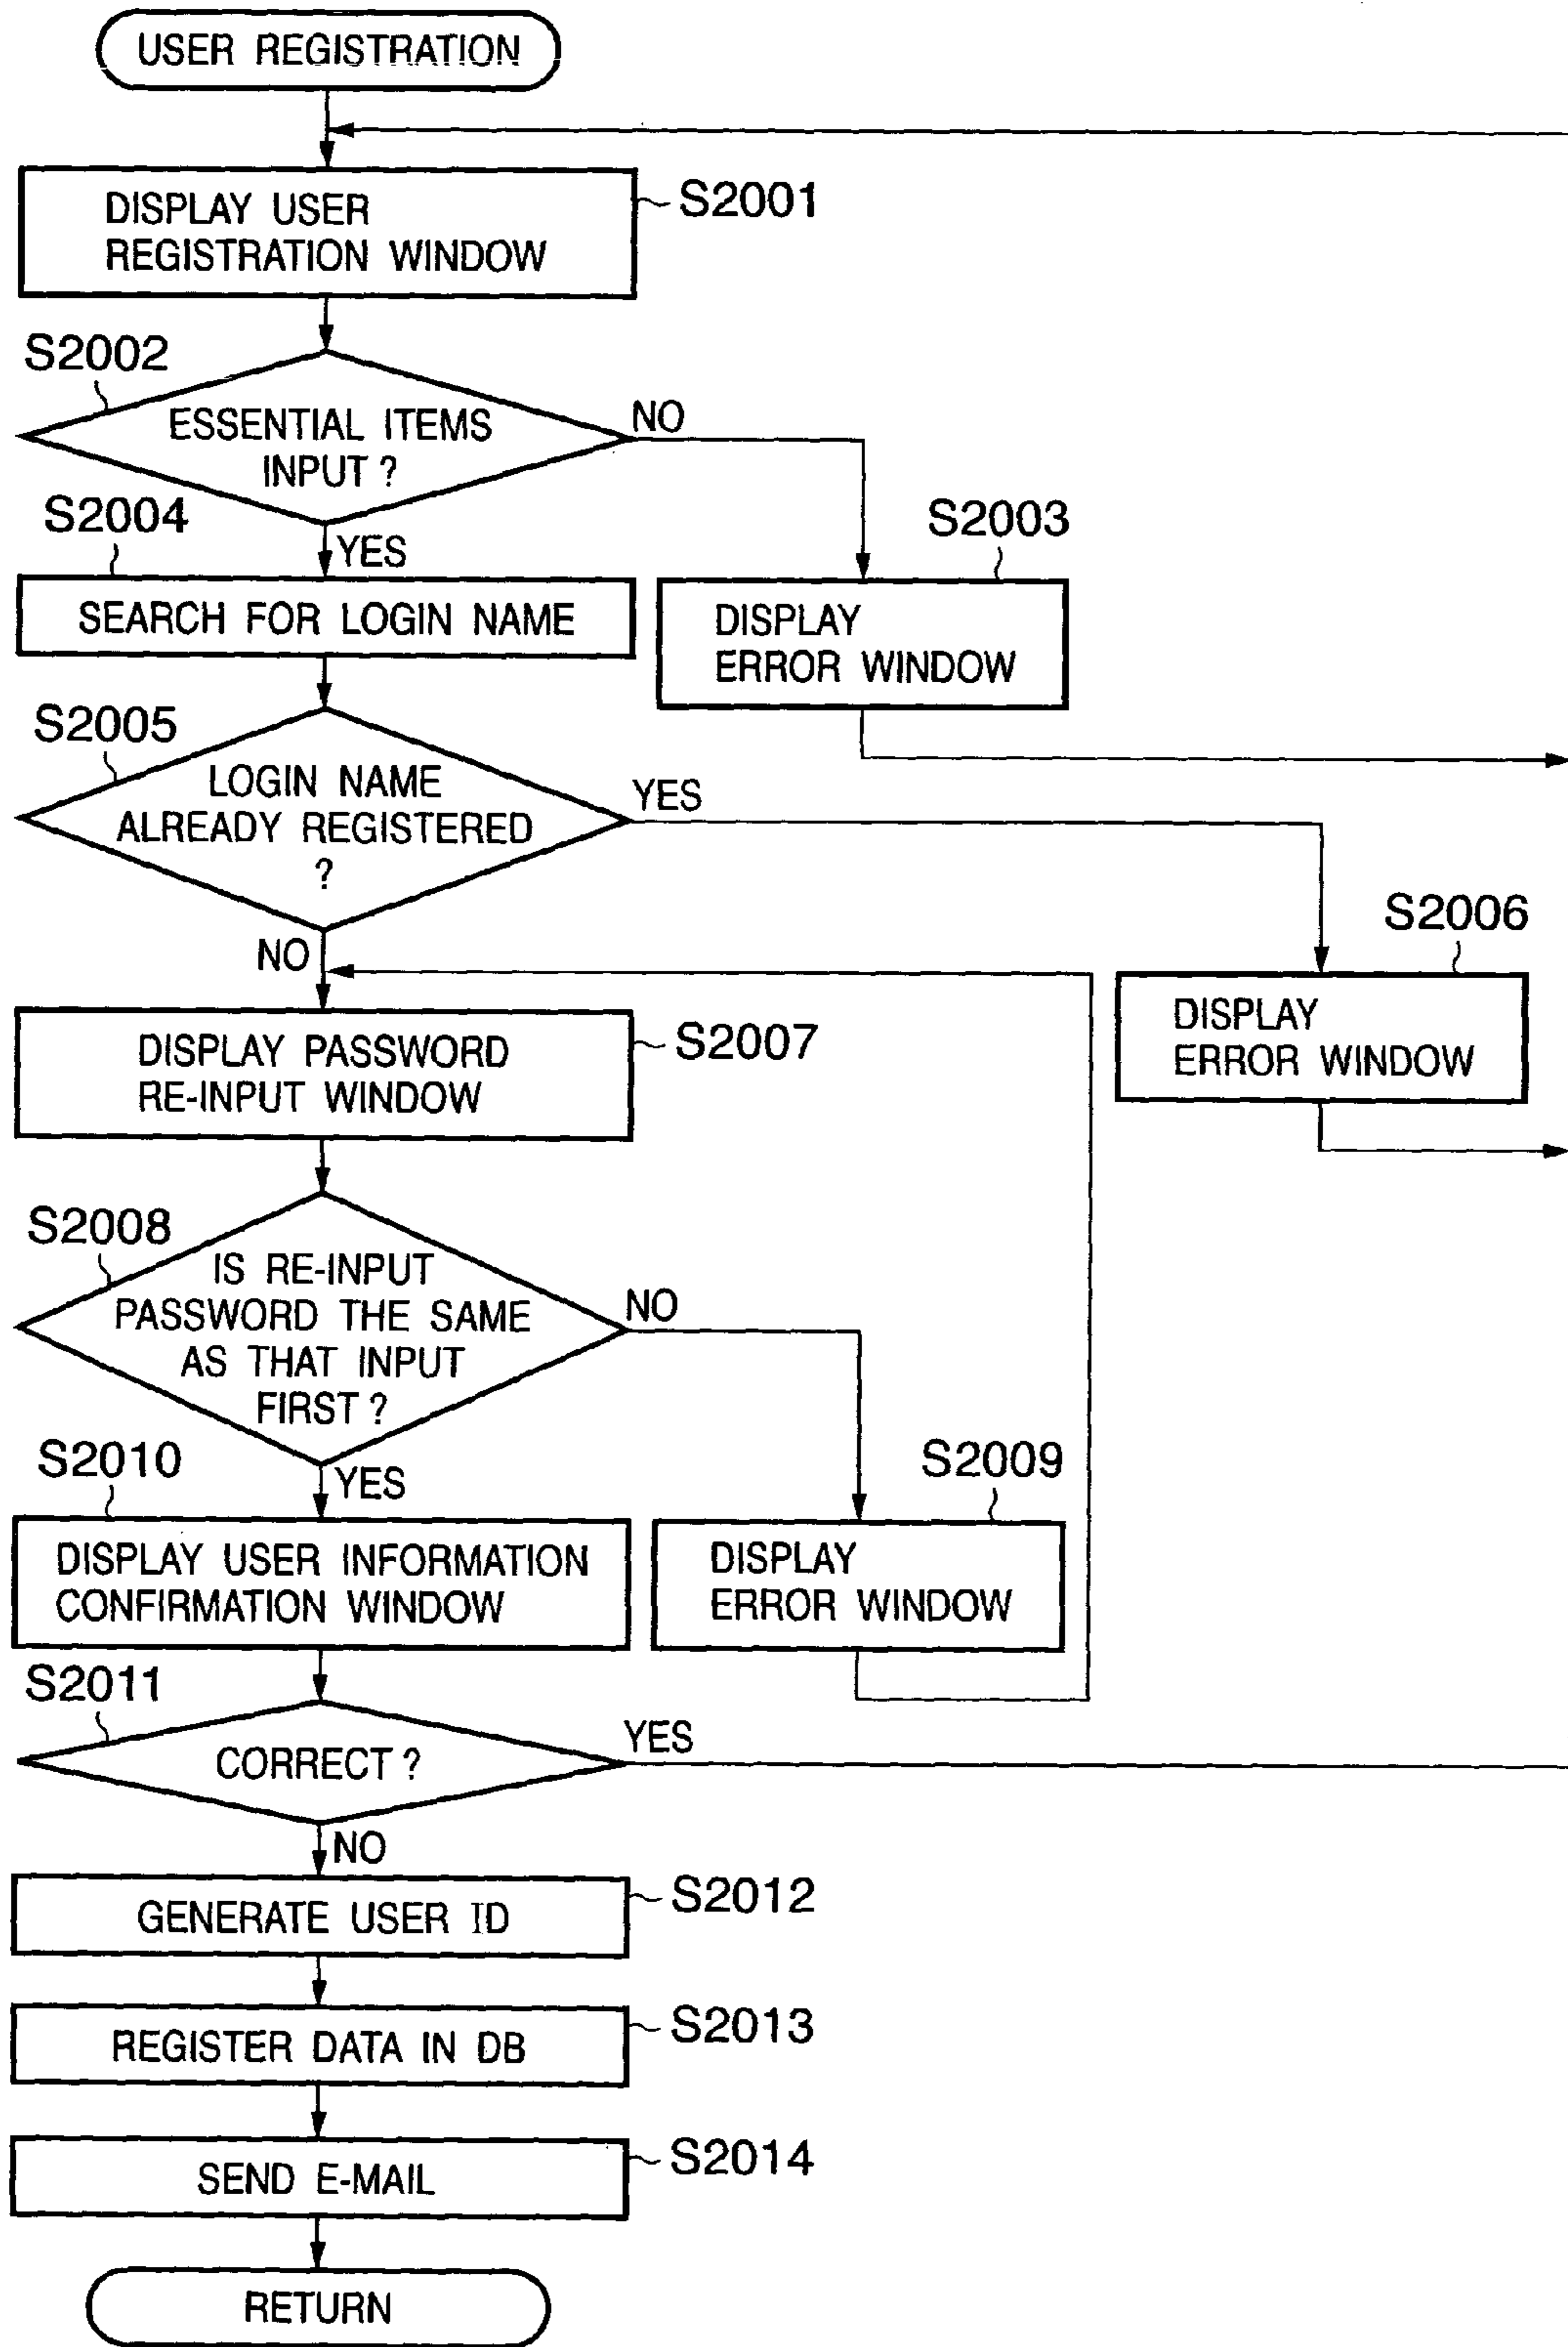 USER REGISTRATION
DISPLAY USER
REGISTRATION WINDOW
S2001
S2002
ESSENTIAL ITEMS
INPUT ?
NO
YES
S2003
DISPLAY
ERROR WINDOW
S2004
SEARCH FOR LOGIN NAME
S2005
LOGIN NAME
ALREADY REGISTERED
?
YES
NO
S2006
DISPLAY
ERROR WINDOW
DISPLAY PASSWORD
RE-INPUT WINDOW
S2007
S2008
IS RE-INPUT
PASSWORD THE SAME
AS THAT INPUT
FIRST ?
NO
YES
S2009
DISPLAY
ERROR WINDOW
S2010
DISPLAY USER INFORMATION
CONFIRMATION WINDOW
S2011
CORRECT ?
YES
NO
GENERATE USER ID
S2012
REGISTER DATA IN DB
S2013
SEND E-MAIL
S2014
RETURN